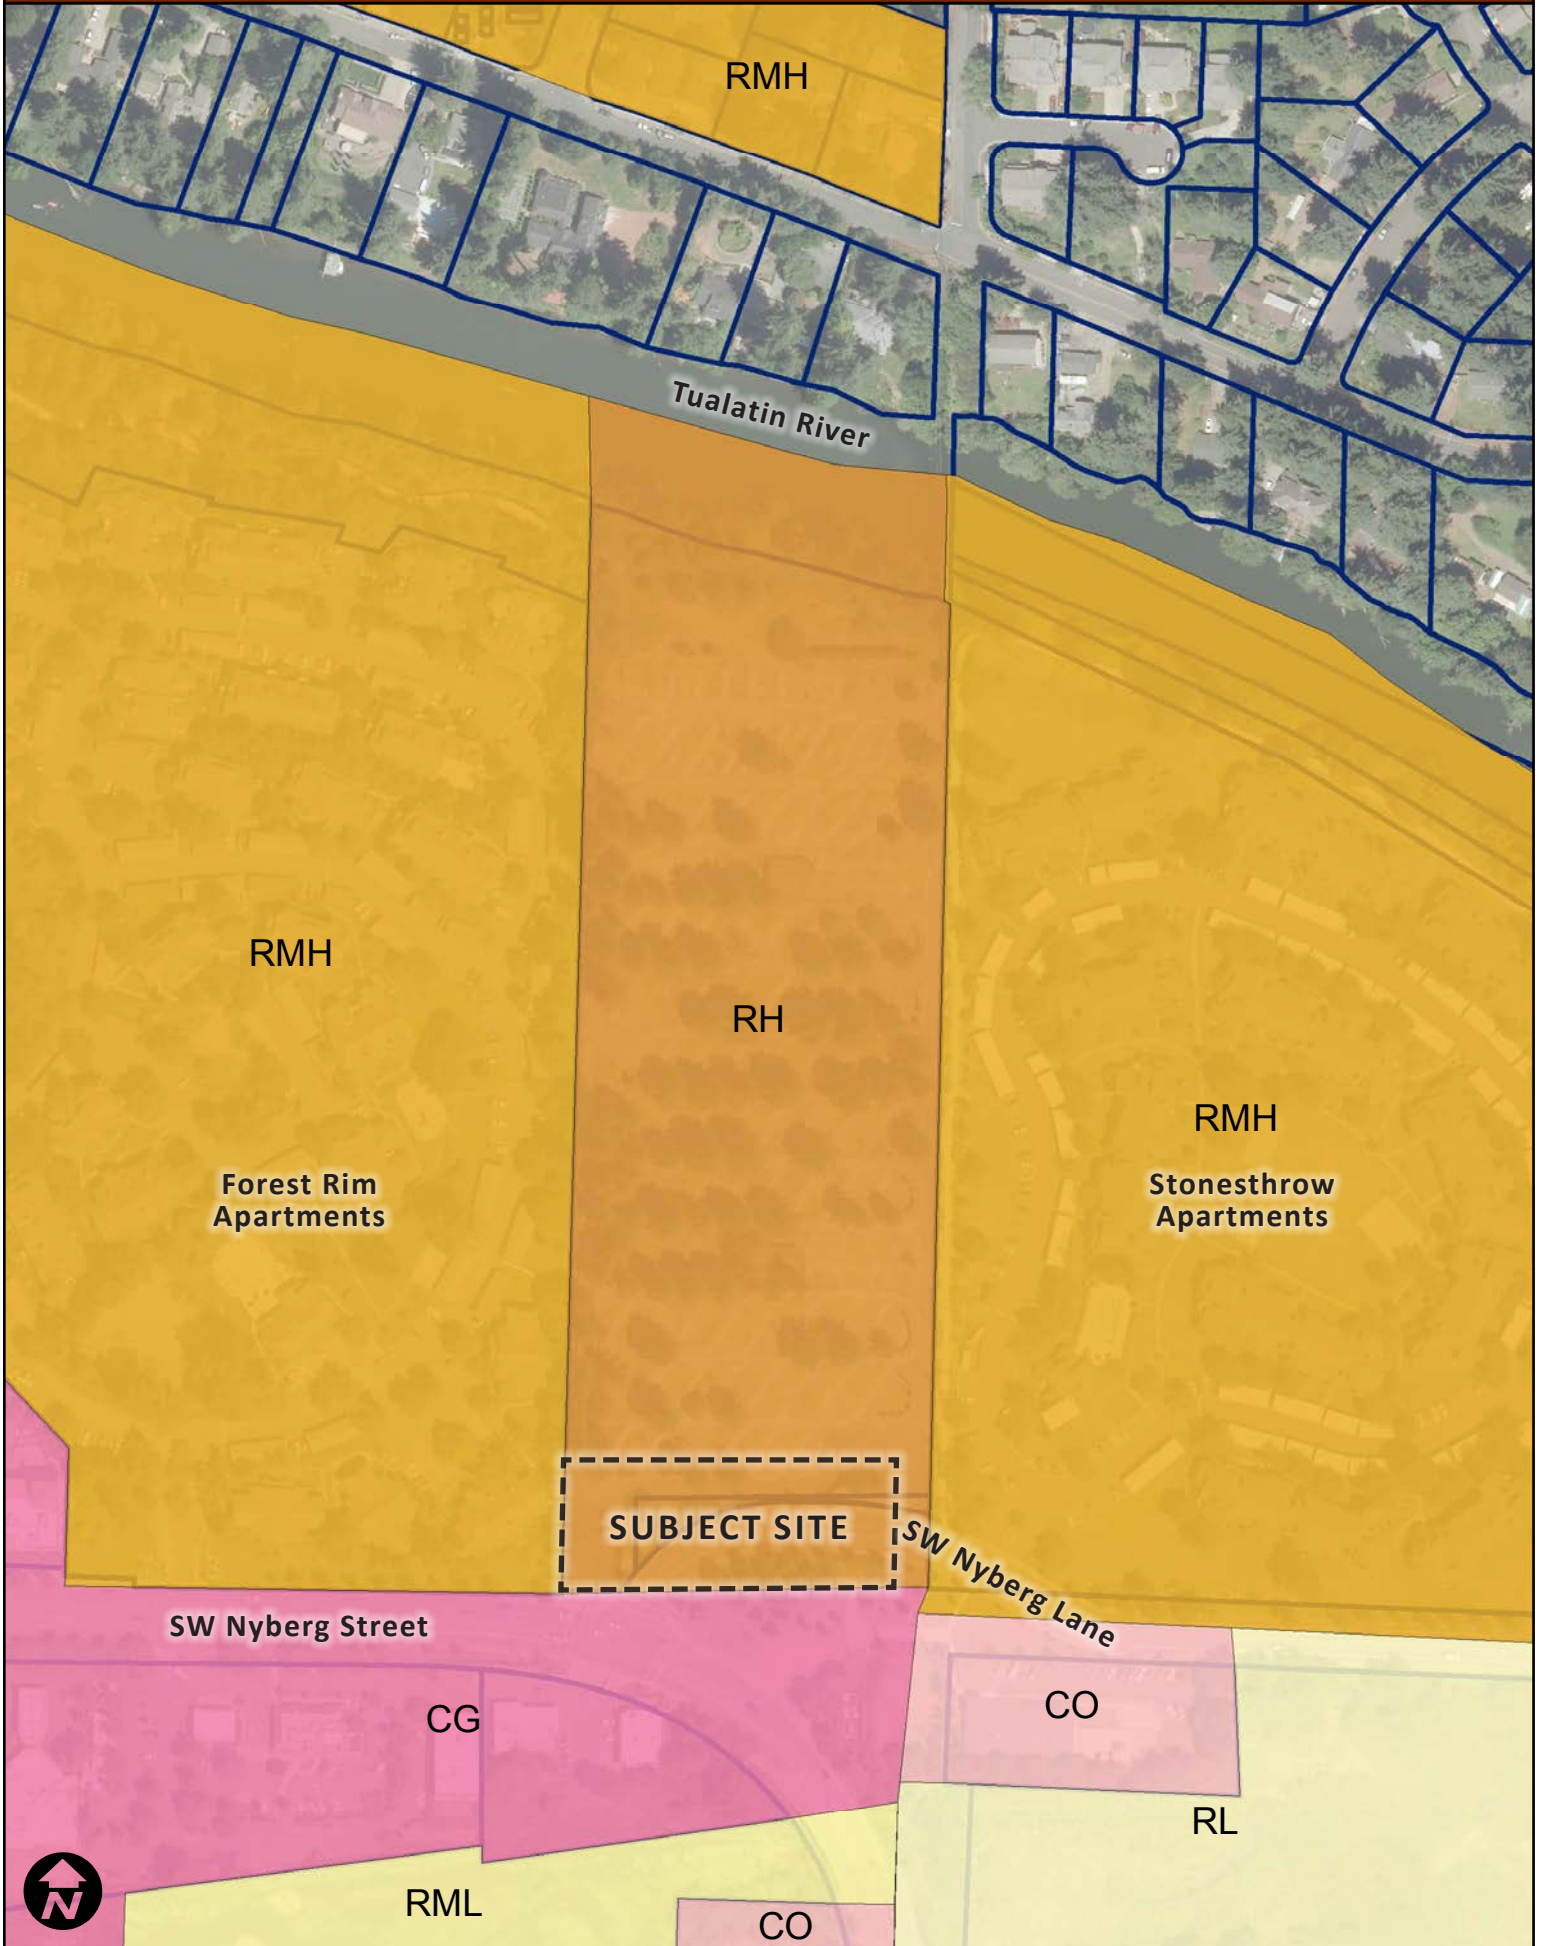 RMH
Tualatin River
RMH
RH
RMH
Forest Rim
Apartments
Stonesthrow
Apartments
SUBJECT SITE
SW Nyberg Lane
SW Nyberg Street
CG
CO
RL
RML
CO
N